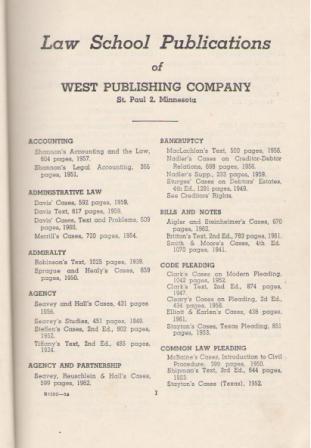 Law School Publications
of
WEST PUBLISHING COMPANY
St. Paul 2, Minnesota
ACCOUNTING
Shannon's Accounting and the Law,
604 pages, 1957.
Shannon's Legal Accounting, 355
pages, 1951.
ADMINISTRATIVE LAW
Davis' Cases, 592 pages, 1959.
Davis Text, 617 pages, 1959.
Davis' Cases, Text and Problems, 509
pages, 1960.
Merrill's Cases, 720 pages, 1954.
ADMIRALTY
Robinson's Text, 1025 pages, 1939.
Sprague and Healy's Cases, 859
pages, 1950.
AGENCY
Seavey and Hall's Cases, 431 pages
1956.
Seavey's Studies, 451 pages, 1949.
Steffen's Cases, 2nd Ed., 902 pages,
1952.
Tiffany's Text, 2nd Ed., 485 pages,
1924.
AGENCY AND PARTNERSHIP
Seavey, Reuschlein & Hall's Cases,
599 pages, 1962.
BANKRUPTCY
MacLachlan's Text, 500 pages, 1956.
Nadler's Cases on Creditor-Debtor
Relations, 698 pages, 1956.
Nadler's Supp., 203 pages, 1959.
Sturges' Cases on Debtors' Estates,
4th Ed., 1291 pages, 1949.
See Creditors' Rights.
BILLS AND NOTES
Aigler and Steinheimer's Cases, 670
pages, 1962.
Britton's Text, 2nd Ed., 783 pages, 1961.
Smith & Moore's Cases, 4th Ed.
1070 pages, 1941.
CODE PLEADING
Clark's Cases on Modern Pleading,
1042 pages, 1952.
Clark's Text, 2nd Ed., 874 pages,
1947.
Cleary's Cases on Pleading, 2d Ed.,
434 pages, 1958.
Elliott & Karlen's Cases, 438 pages,
1961.
Stayton's Cases, Texas Pleading, 851
pages, 1953.
COMMON LAW PLEADING
McBaine's Cases, Introduction to Civil
Procedure, 399 pages, 1950.
Shipman's Text, 3rd Ed., 644 pages,
1923.
Stayton's Cases (Texas), 1952.